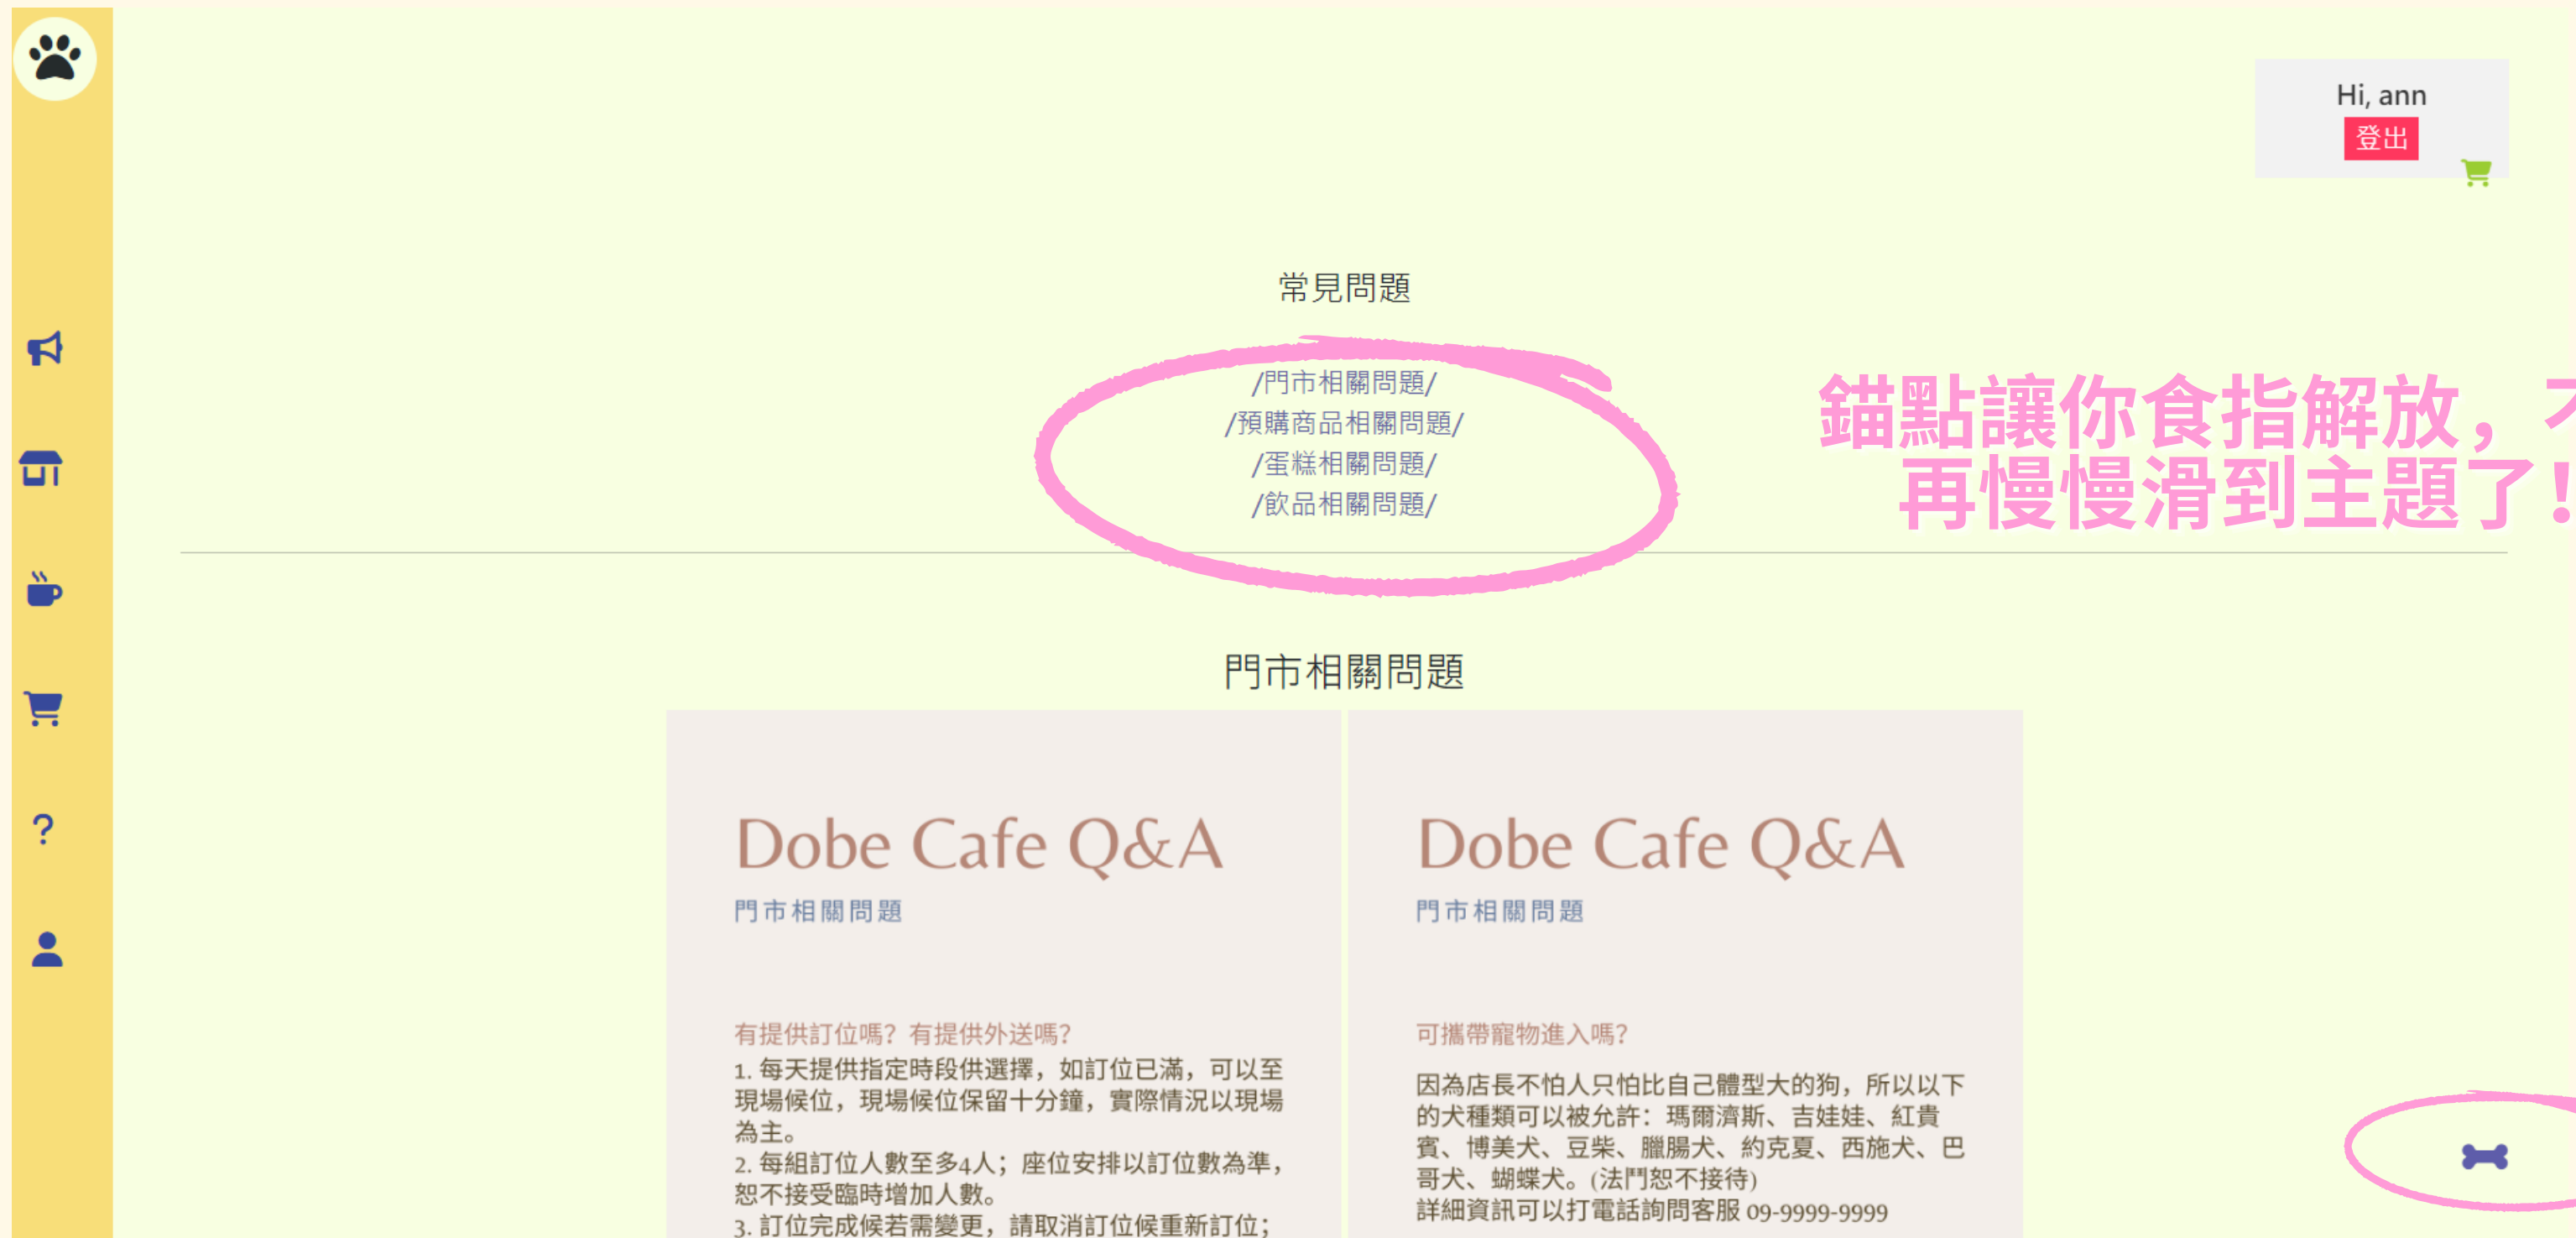 Hi, ann
登出
常見問題
/門市相關問題/
/預購商品相關問題/
/蛋糕相關問題/
/飲品相關問題/
錨點讓你食指解放，不
再慢慢滑到主題了!
門市相關問題
Dobe Cafe Q&A
門市相關問題
有提供訂位嗎？有提供外送嗎？
1. 每天提供指定時段供選擇，如訂位已滿，可以至
現場候位，現場候位保留十分鐘，實際情況以現場
為主。
2. 每組訂位人數至多4人；座位安排以訂位數為準，
恕不接受臨時增加人數。
3. 訂位完成候若需變更，請取消訂位候重新訂位；
Dobe Cafe Q&A
門市相關問題
可攜帶寵物進入嗎？
因為店長不怕人只怕比自己體型大的狗，所以以下
的犬種類可以被允許：瑪爾濟斯、吉娃娃、紅貴
賓、博美犬、豆柴、臘腸犬、約克夏、西施犬、巴
哥犬、蝴蝶犬。(法鬥恕不接待)
詳細資訊可以打電話詢問客服 09-9999-9999